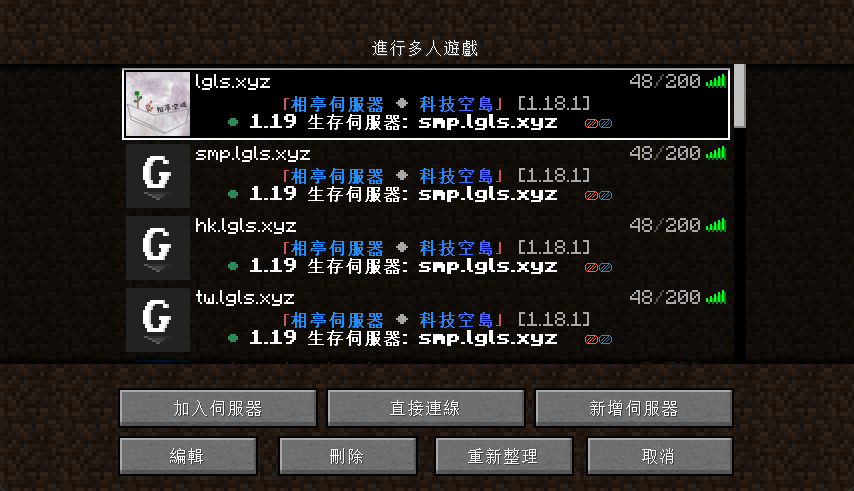 進行多人遊戲
lgls.xyz 48/200
「相亭伺服器 ◆ 科技空島」 [1.18.1]
● 1.19 生存伺服器: smp.lgls.xyz
smp.lgls.xyz 48/200
G
「相亭伺服器 ◆ 科技空島」 [1.18.1]
● 1.19 生存伺服器: smp.lgls.xyz
hk.lgls.xyz 48/200
G
「相亭伺服器 ◆ 科技空島」 [1.18.1]
● 1.19 生存伺服器: smp.lgls.xyz
tw.lgls.xyz 48/200
G
「相亭伺服器 ◆ 科技空島」 [1.18.1]
● 1.19 生存伺服器: smp.lgls.xyz
加入伺服器 直接連線 新增伺服器
編輯 刪除 重新整理 取消